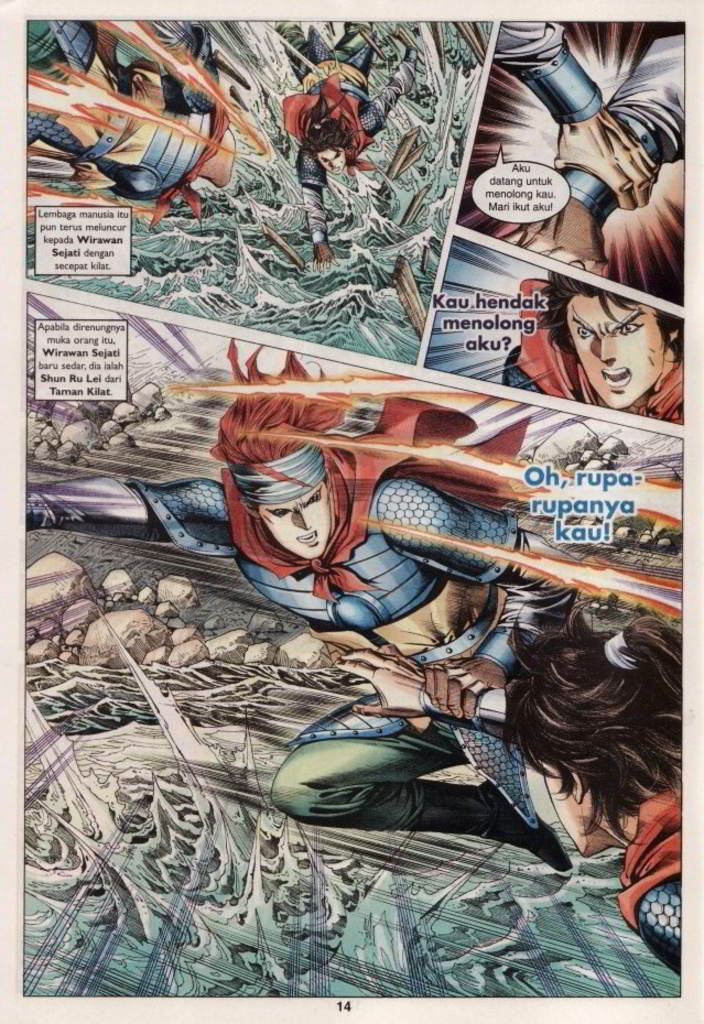 Lembaga manusia itu
pun terus meluncur
kepada Wirawan
Sejati dengan
secepat kilat.
Aku
datang untuk
menolong kau.
Mari ikut aku!
Kau hendak
menolong
aku?
Apabila direnungnya
muka orang itu,
Wirawan Sejati
baru sedar, dia ialah
Shun Ru Lei dari
Taman Kilat.
Oh, rupa-
rupanya
kau!
14